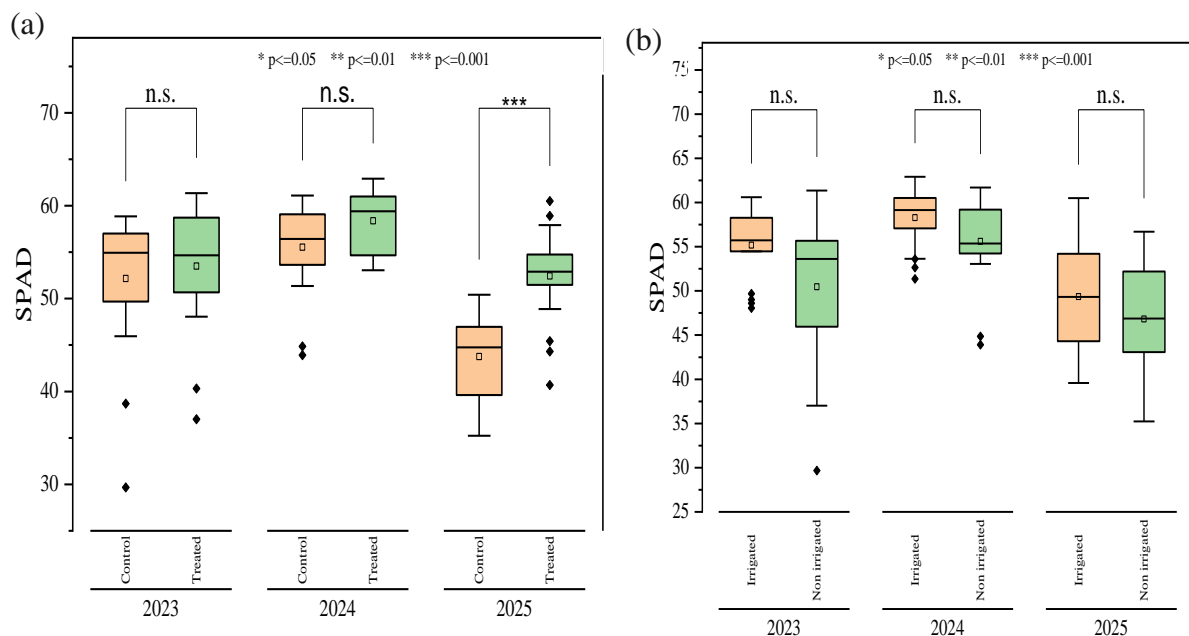 (a)
* p<=0.05 ** p<=0.01 *** p<=0.001
n.s.
n.s.
***
70
60
50
40
30
SPAD
Control
Treated
Control
Treated
Control
Treated
2023
2024
2025
(b)
* p<=0.05 ** p<=0.01 *** p<=0.001
n.s.
n.s.
n.s.
75
70
65
60
55
50
45
40
35
30
25
SPAD
Irrigated
Non irrigated
Irrigated
Non irrigated
Irrigated
Non irrigated
2023
2024
2025